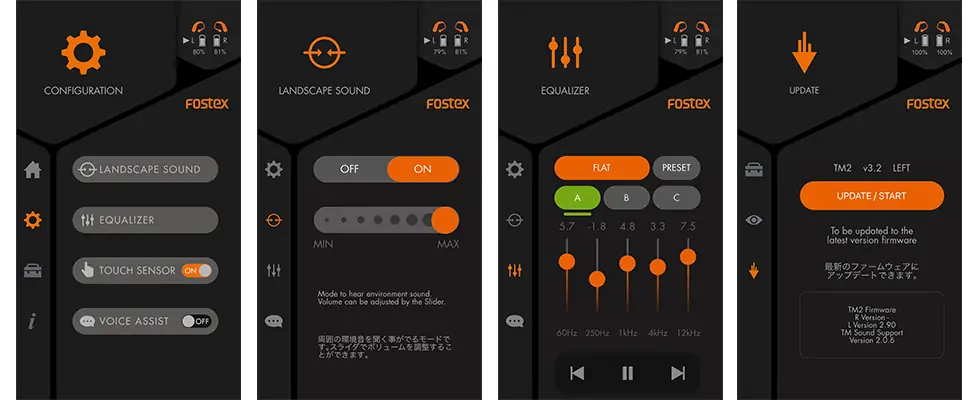 L R
80% 81%
CONFIGURATION
FOSTEX
LANDSCAPE SOUND
EQUALIZER
TOUCH SENSOR ON
VOICE ASSIST OFF
i
L R
79% 81%
LANDSCAPE SOUND
FOSTEX
OFF ON
MIN MAX
Mode to hear environment sound.
Volume can be adjusted by the Slider.
周囲の環境音を聞く事がでるモードで
す。スライダでボリュームを調整するこ
とができます。
L R
79% 81%
EQUALIZER
FOSTEX
FLAT PRESET
A B C
5.7 -1.8 4.8 3.3 7.5
60Hz 250Hz 1kHz 4kHz 12kHz
L R
100% 100%
UPDATE
FOSTEX
TM2 v3.2 LEFT
UPDATE / START
To be updated to the
latest version firmware
最新のファームウェアに
アップデートできます。
TM2 Firmware
R Version -
L Version 2.90
TM Sound Support
Version 2.0.6